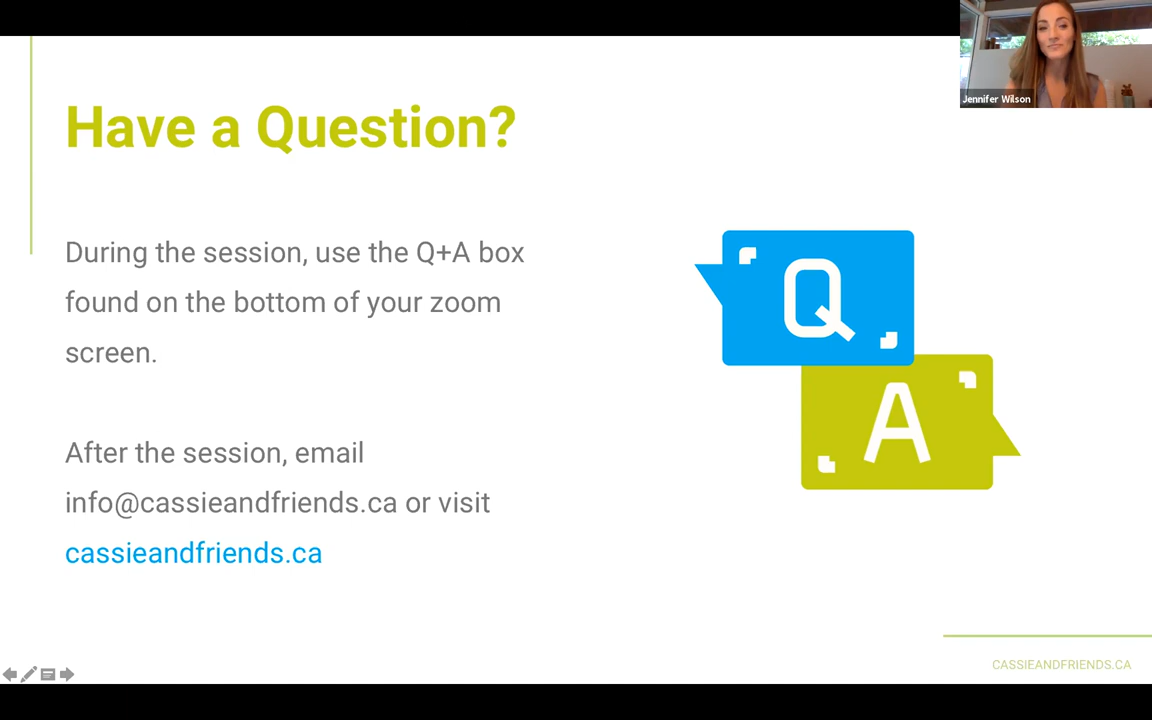 Jennifer Wilson
Have a Question?
During the session, use the Q+A box
found on the bottom of your zoom
screen.
After the session, email
info@cassieandfriends.ca or visit
cassieandfriends.ca
Q
A
CASSIEANDFRIENDS.CA